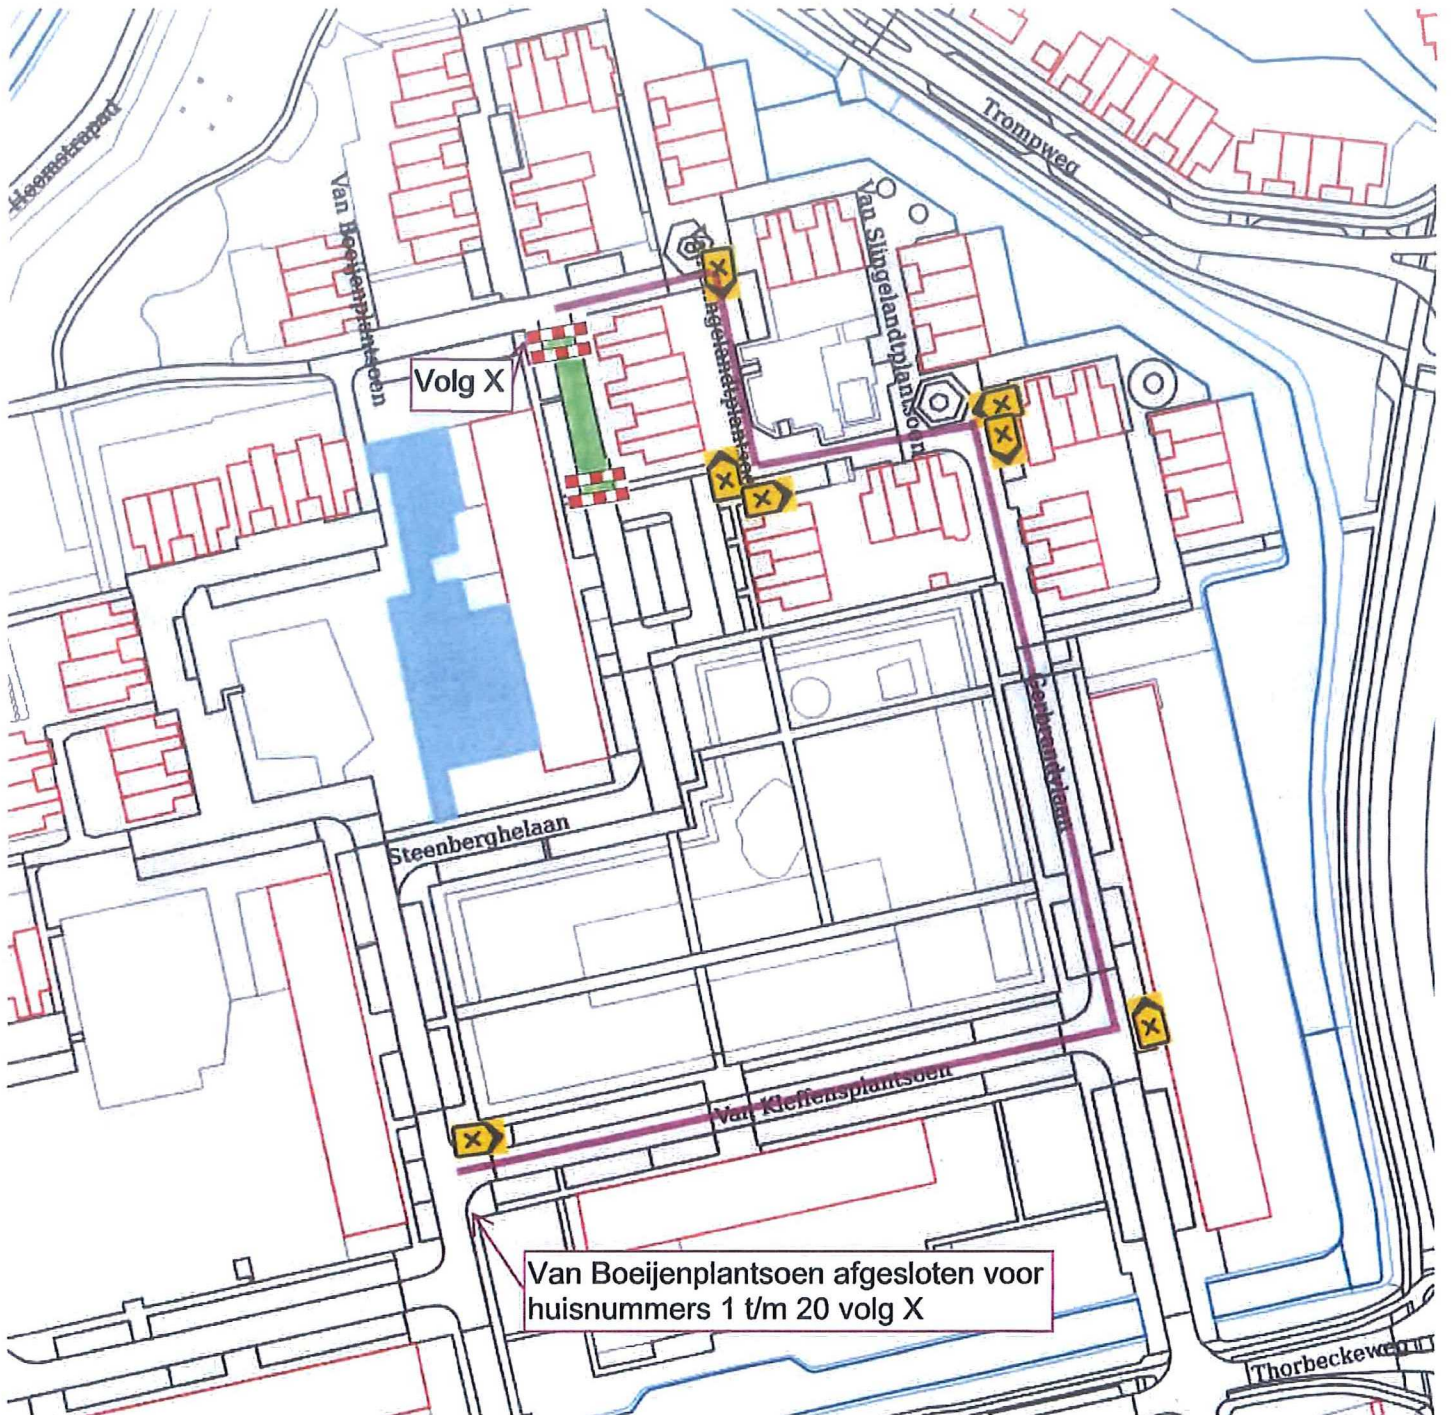 Heemstrapad
Trompweg
Van Boeijenplantsoen
Van Slingelandtplantsoen
X
Volg X
X
X
X
X
Gerbrandylaan
Steenberghelaan
X
Van Kleffensplantsoen
X
Van Boeijenplantsoen afgesloten voor
huisnummers 1 t/m 20 volg X
Thorbeckeweg